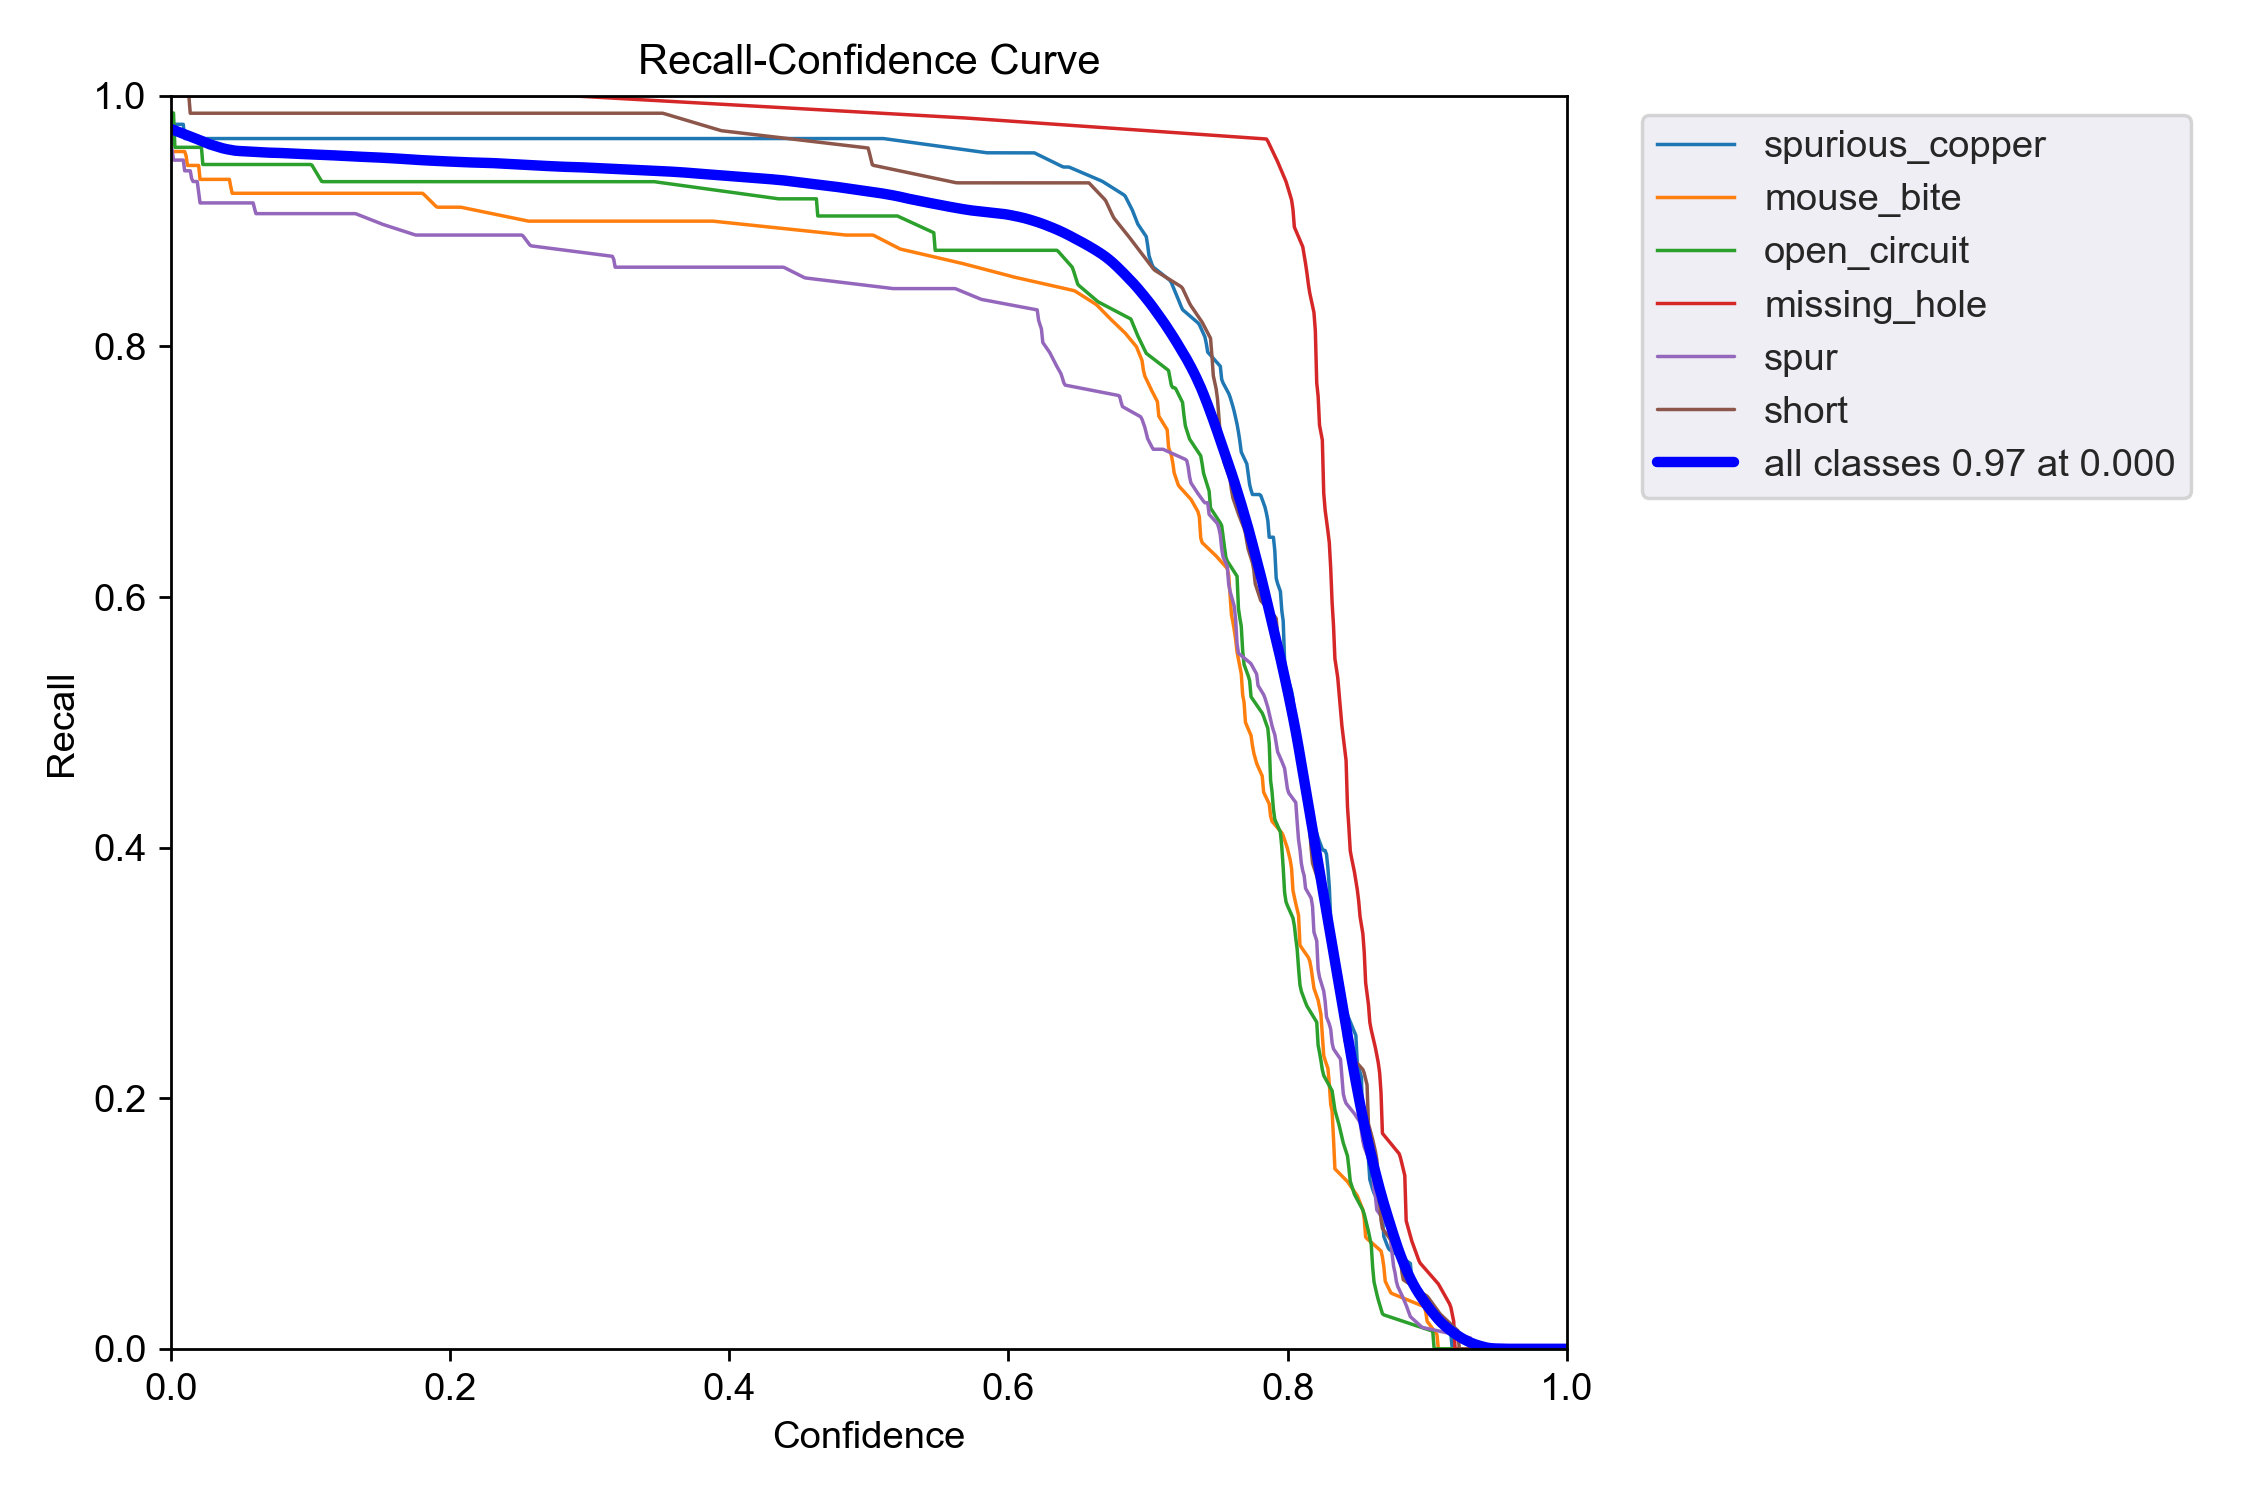 Recall-Confidence Curve
1.0
0.8
0.6
0.4
0.2
0.0
Recall
0.0 0.2 0.4 0.6 0.8 1.0
Confidence
spurious_copper
mouse_bite
open_circuit
missing_hole
spur
short
all classes 0.97 at 0.000